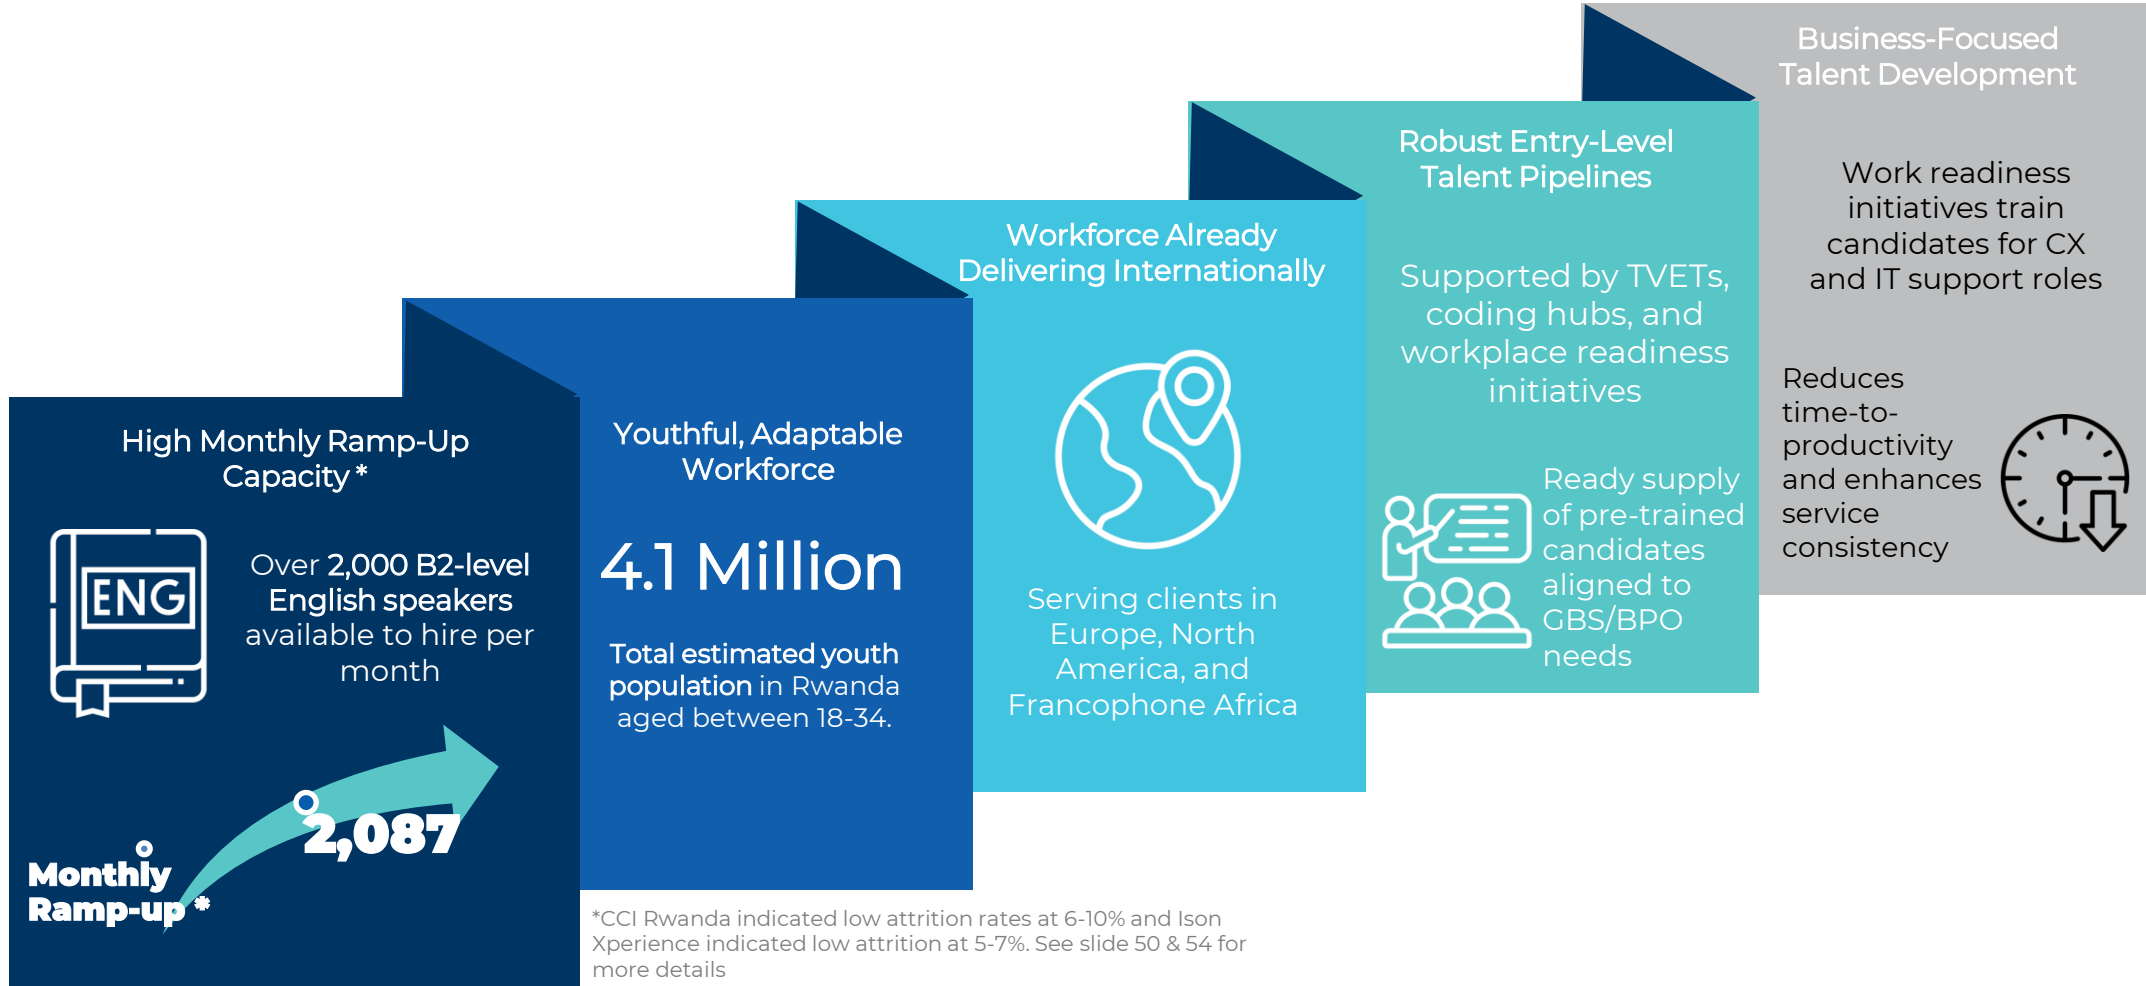 High Monthly Ramp-Up
Capacity *
ENG
Over 2,000 B2-level
English speakers
available to hire per
month
2,087
Monthly
Ramp-up *
Youthful, Adaptable
Workforce
4.1 Million
Total estimated youth
population in Rwanda
aged between 18-34.
Workforce Already
Delivering Internationally
Serving clients in
Europe, North
America, and
Francophone Africa
Robust Entry-Level
Talent Pipelines
Supported by TVETs,
coding hubs, and
workplace readiness
initiatives
Ready supply
of pre-trained
candidates
aligned to
GBS/BPO
needs
Business-Focused
Talent Development
Work readiness
initiatives train
candidates for CX
and IT support roles
Reduces
time-to-
productivity
and enhances
service
consistency
*CCI Rwanda indicated low attrition rates at 6-10% and Ison
Xperience indicated low attrition at 5-7%. See slide 50 & 54 for
more details